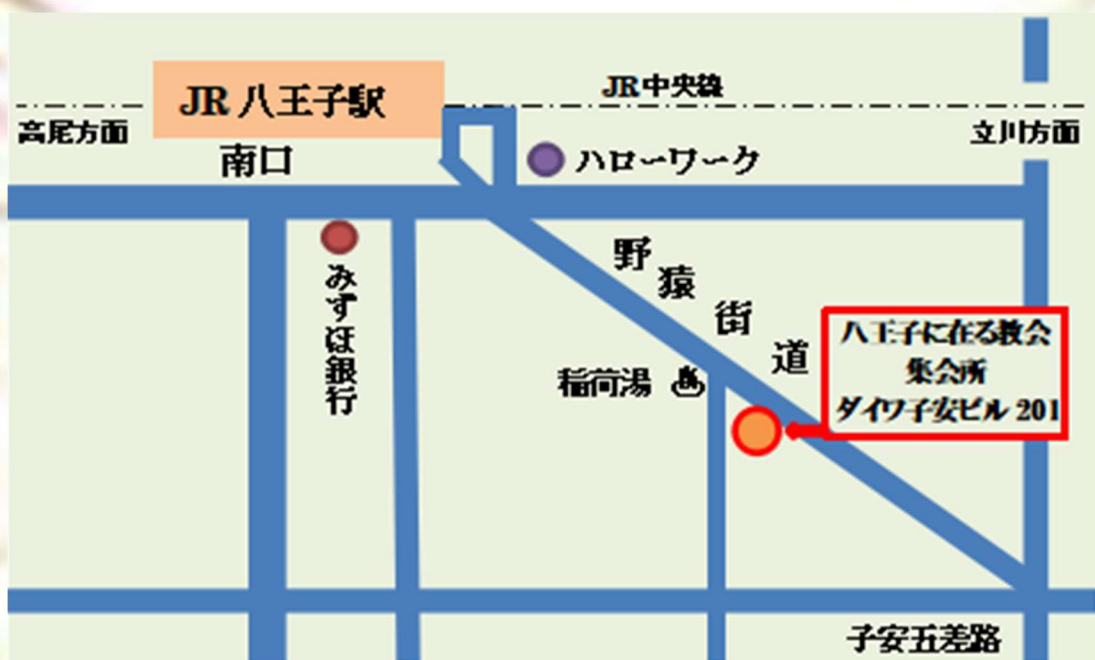 JR 八王子駅
JR中央線
高尾方面
立川方面
南口
ハローワーク
みずほ銀行
野猿街道
八王子に在る教会
集会所
ダイワ子安ビル 201
稲荷湯
子安五差路